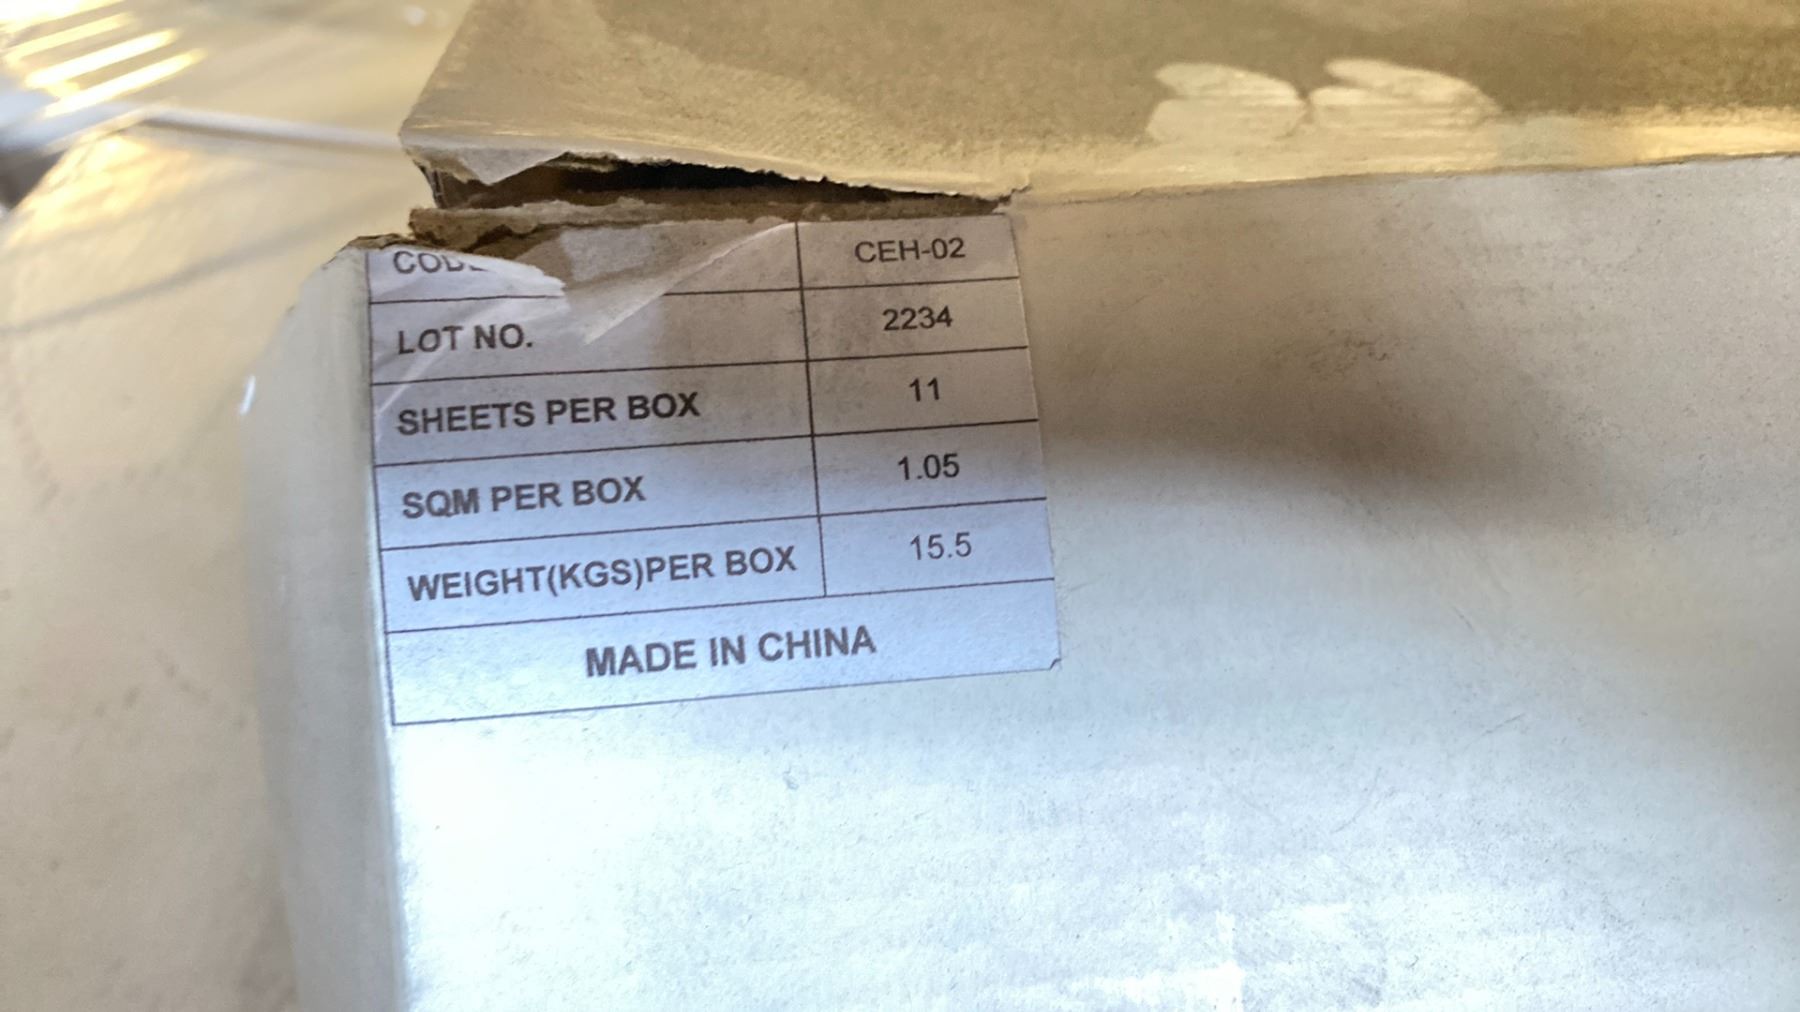 CODE CEH-02
LOT NO. 2234
SHEETS PER BOX 11
SQM PER BOX 1.05
WEIGHT(KGS)PER BOX 15.5
MADE IN CHINA